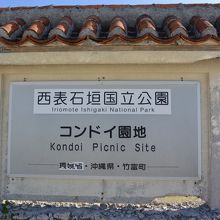 西表石垣国立公園
Iriomote Ishigaki National Park
コンドイ園地
Kondoi Picnic Site
環境省・沖縄県・竹富町